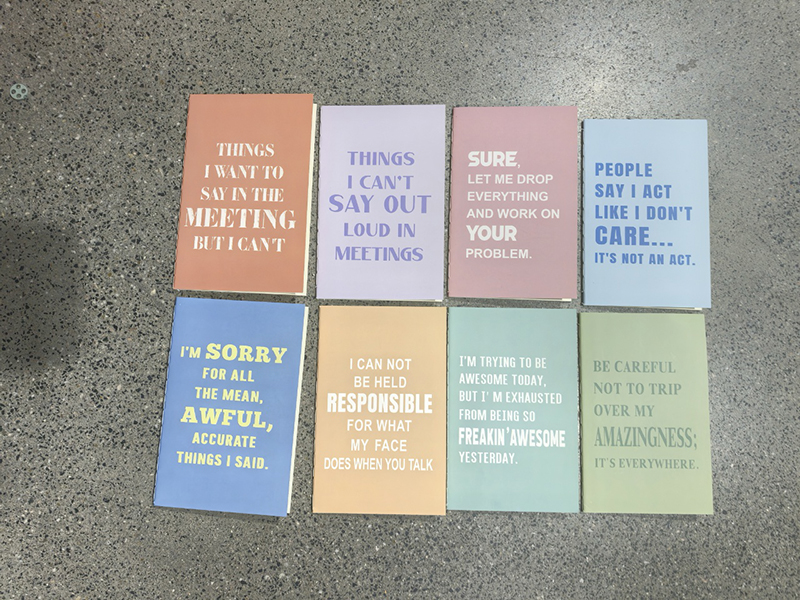 THINGS
I WANT TO
SAY IN THE
MEETING
BUT I CAN'T
THINGS
I CAN'T
SAY OUT
LOUD IN
MEETINGS
SURE,
LET ME DROP
EVERYTHING
AND WORK ON
YOUR
PROBLEM.
PEOPLE
SAY I ACT
LIKE I DON'T
CARE...
IT'S NOT AN ACT.
I'M SORRY
FOR ALL
THE MEAN,
AWFUL,
ACCURATE
THINGS I SAID.
I CAN NOT
BE HELD
RESPONSIBLE
FOR WHAT
MY FACE
DOES WHEN YOU TALK
I'M TRYING TO BE
AWESOME TODAY,
BUT I' M EXHAUSTED
FROM BEING SO
FREAKIN'AWESOME
YESTERDAY.
BE CAREFUL
NOT TO TRIP
OVER MY
AMAZINGNESS;
IT'S EVERYWHERE.